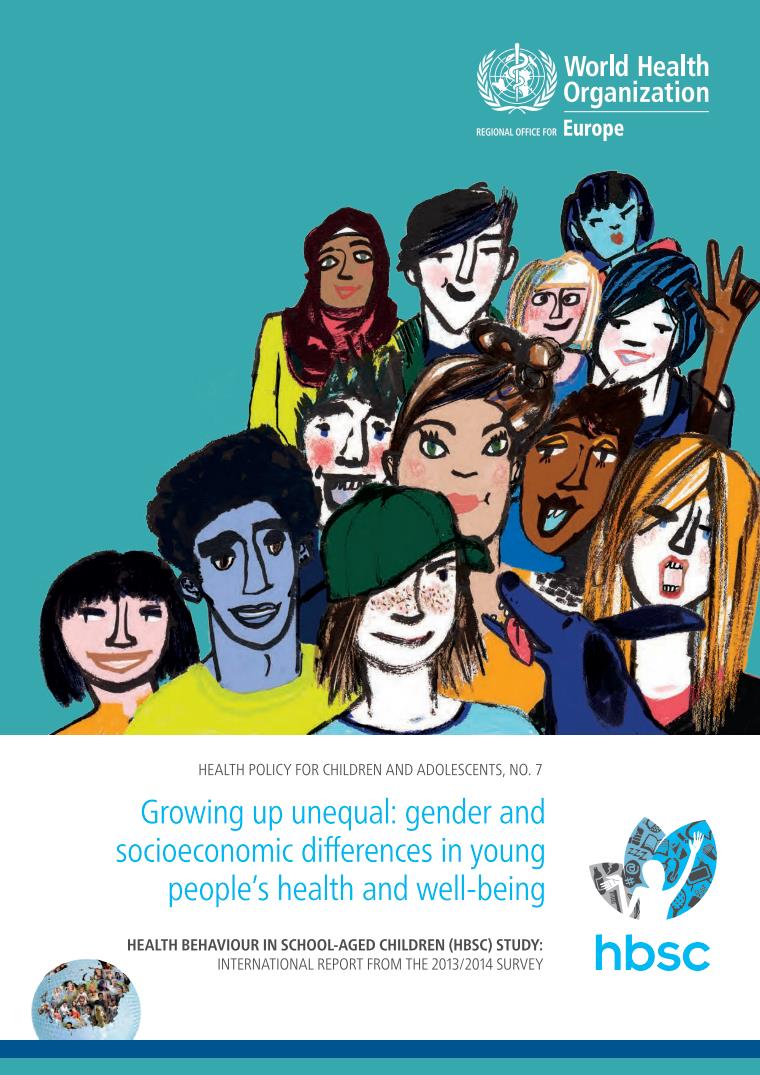 World Health
Organization
REGIONAL OFFICE FOR Europe
HEALTH POLICY FOR CHILDREN AND ADOLESCENTS, NO. 7
Growing up unequal: gender and
socioeconomic differences in young
people's health and well-being
HEALTH BEHAVIOUR IN SCHOOL-AGED CHILDREN (HBSC) STUDY:
INTERNATIONAL REPORT FROM THE 2013/2014 SURVEY
zzz
@
#
hbsc